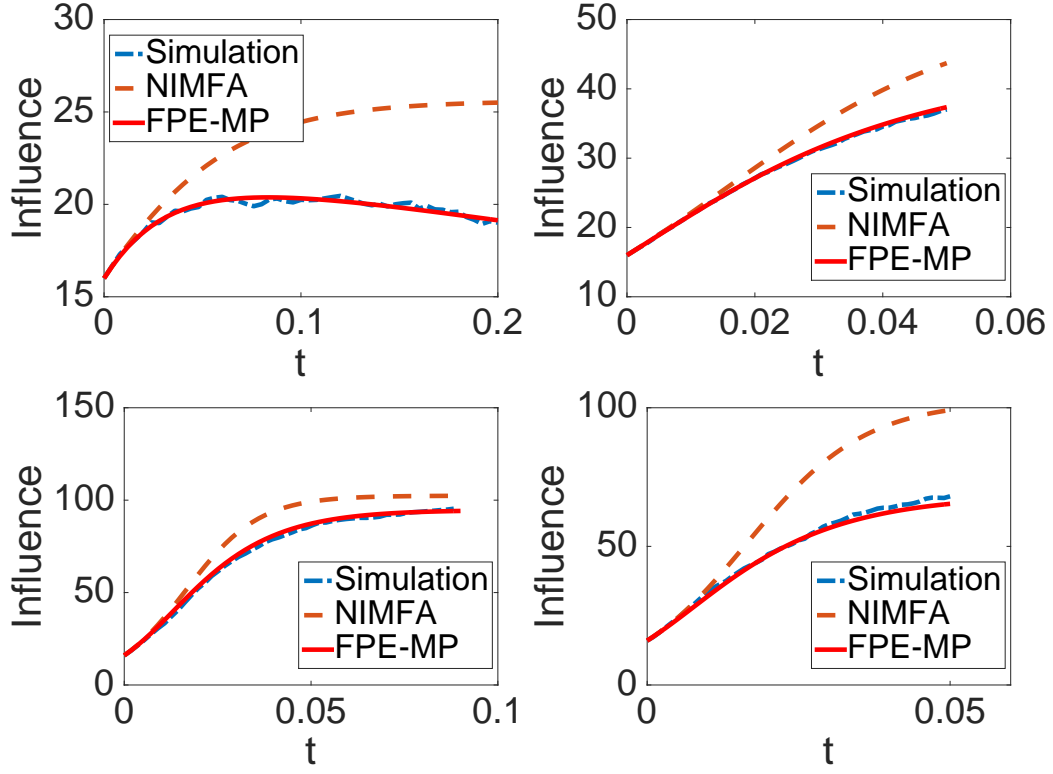 30
25
20
15
Influence
Simulation
NIMFA
FPE-MP
0
0.1
0.2
t
50
40
30
20
10
Influence
Simulation
NIMFA
FPE-MP
0
0.02
0.04
0.06
t
150
100
50
0
Influence
Simulation
NIMFA
FPE-MP
0
0.05
0.1
t
100
50
0
Influence
Simulation
NIMFA
FPE-MP
0
0.05
t